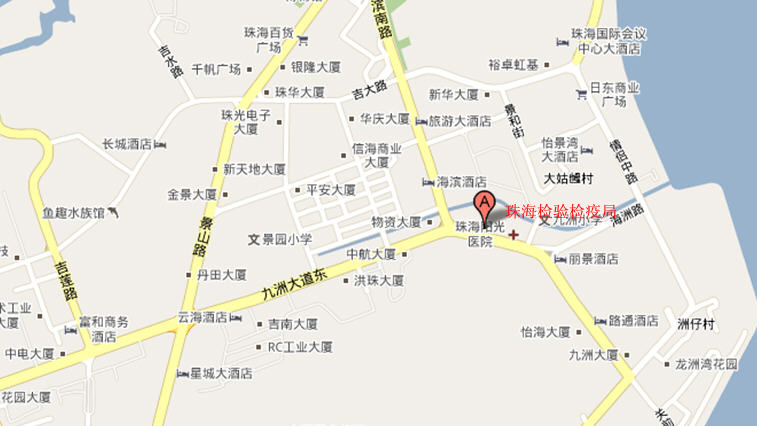 滨南路
珠海百货
广场
珠海国际会议
中心大酒店
吉水路
千帆广场
银隆大厦
裕卓虹基
吉大路
珠华大厦
新华大厦
日东商业
广场
珠光电子
大厦
华庆大厦
旅游大酒店
景和街
长城酒店
信海商业
大厦
怡景湾
大酒店
情侣中路
新天地大厦
大姑乸村
金景大厦
平安大厦
海滨酒店
鱼趣水族馆
A
珠海检验检疫局
物资大厦
珠海阳光
医院
九洲小学
海洲路
景山路
景园小学
中航大厦
丽景酒店
技
吉莲路
丹田大厦
九洲大道东
洪珠大厦
术工业
大厦
富和商务
酒店
云海酒店
吉南大厦
路通酒店
洲仔村
怡海大厦
RC工业大厦
中电大厦
九洲大厦
龙洲湾花园
星城大酒店
花园大厦